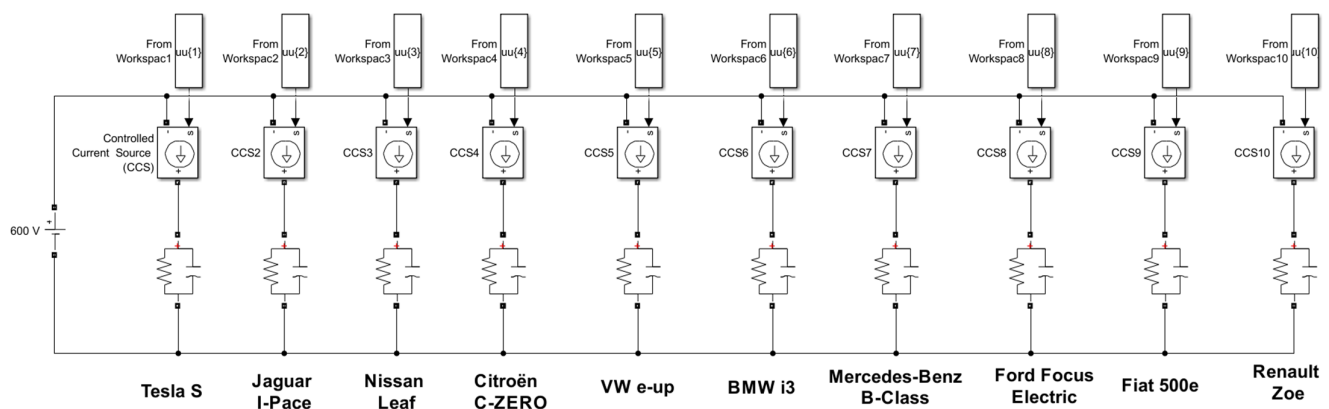 From
Workspac1
uu{1}
From
Workspac2
uu{2}
From
Workspac3
uu{3}
From
Workspac4
uu{4}
From
Workspac5
uu{5}
From
Workspac6
uu{6}
From
Workspac7
uu{7}
From
Workspac8
uu{8}
From
Workspac9
uu{9}
From
Workspac10
uu{10}
Controlled
Current Source
(CCS)
- s
+
CCS2
- s
+
CCS3
- s
+
CCS4
- s
+
CCS5
- s
+
CCS6
- s
+
CCS7
- s
+
CCS8
- s
+
CCS9
- s
+
CCS10
- s
+
600 V
+
+
+
+
+
+
+
+
+
+
+
Tesla S
Jaguar
I-Pace
Nissan
Leaf
Citroën
C-ZERO
VW e-up
BMW i3
Mercedes-Benz
B-Class
Ford Focus
Electric
Fiat 500e
Renault
Zoe